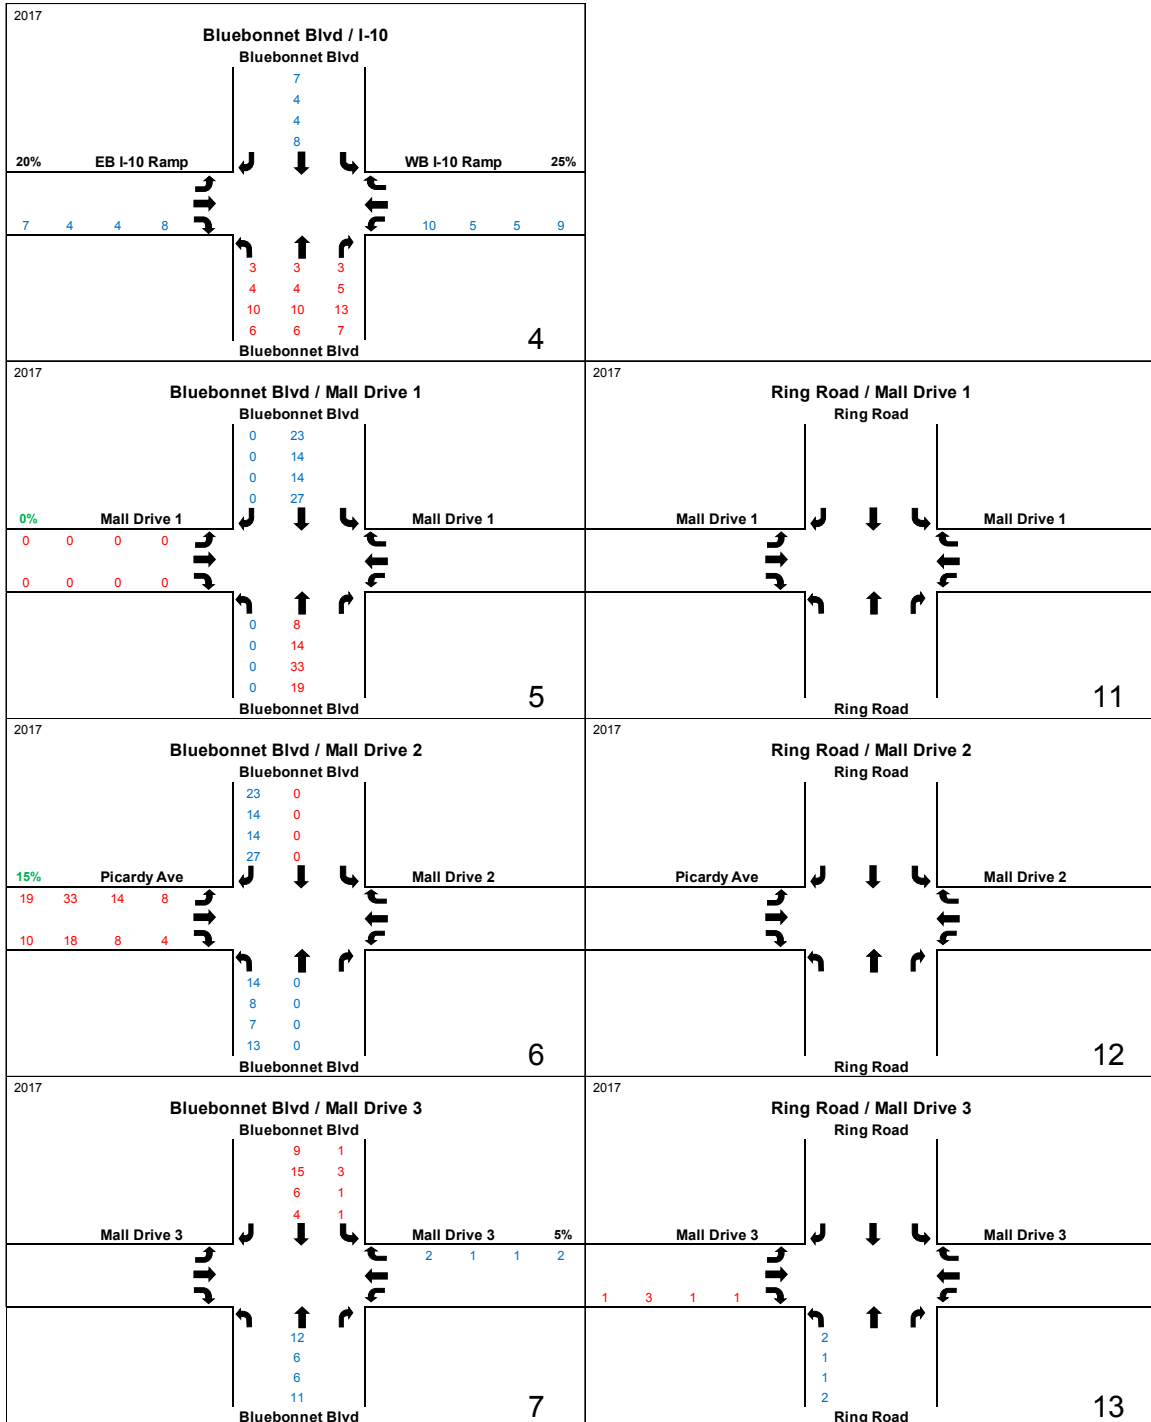 2017
Bluebonnet Blvd / I-10
Bluebonnet Blvd
7
4
4
8
20% EB I-10 Ramp WB I-10 Ramp 25%
7 4 4 8 10 5 5 9
3 3 3
4 4 5
10 10 13
6 6 7
4
Bluebonnet Blvd
2017
Bluebonnet Blvd / Mall Drive 1
Bluebonnet Blvd
0 23
0 14
0 14
0 27
0% Mall Drive 1 Mall Drive 1
0 0 0 0
0 0 0 0
0 8
0 14
0 33
0 19
5
Bluebonnet Blvd
2017
Ring Road / Mall Drive 1
Ring Road
Mall Drive 1 Mall Drive 1
11
Ring Road
2017
Bluebonnet Blvd / Mall Drive 2
Bluebonnet Blvd
23 0
14 0
14 0
27 0
15% Picardy Ave Mall Drive 2
19 33 14 8
10 18 8 4
14 0
8 0
7 0
13 0
6
Bluebonnet Blvd
2017
Ring Road / Mall Drive 2
Ring Road
Picardy Ave Mall Drive 2
12
Ring Road
2017
Bluebonnet Blvd / Mall Drive 3
Bluebonnet Blvd
9 1
15 3
6 1
4 1
Mall Drive 3 Mall Drive 3 5%
2 1 1 2
12
6
6
11
7
Bluebonnet Blvd
2017
Ring Road / Mall Drive 3
Ring Road
Mall Drive 3 Mall Drive 3
1 3 1 1
2
1
1
2
13
Ring Road